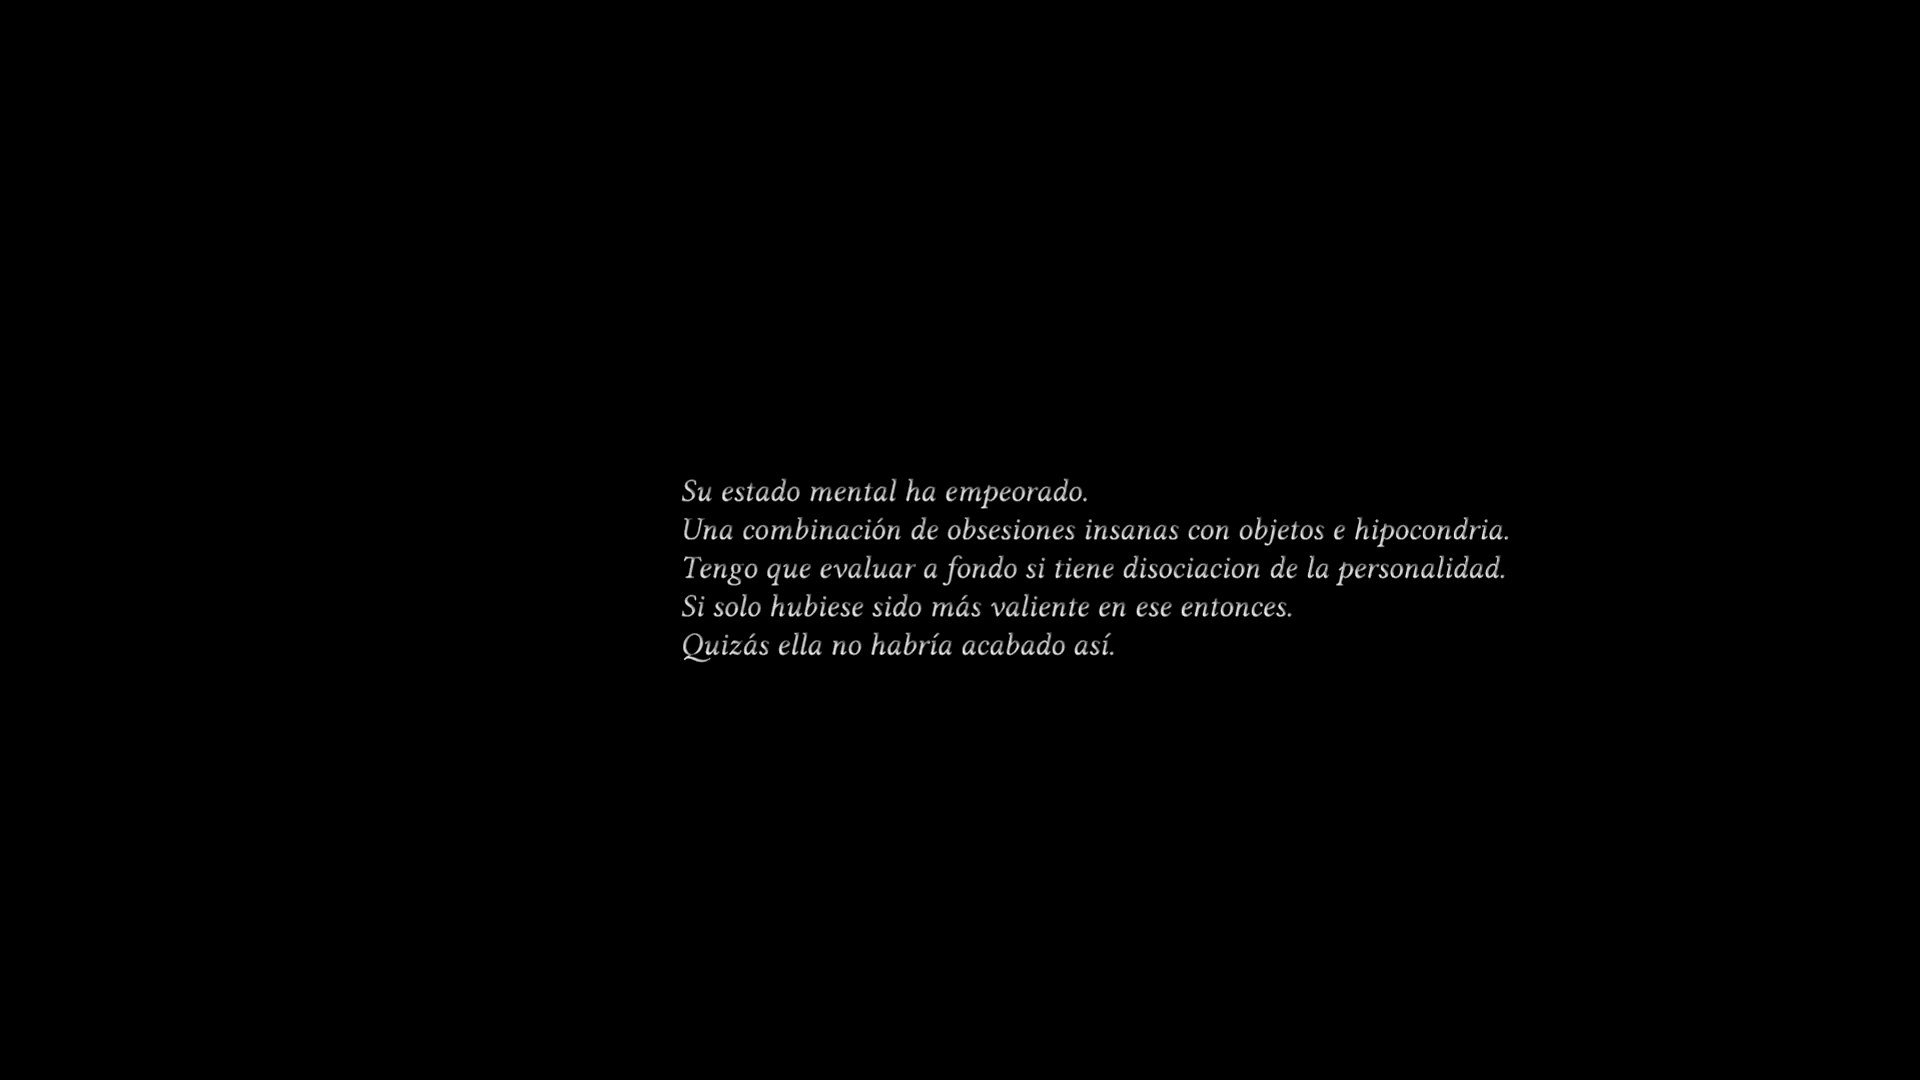 Su estado mental ha empeorado.
Una combinación de obsesiones insanas con objetos e hipocondria.
Tengo que evaluar a fondo si tiene disociacion de la personalidad.
Si solo hubiese sido más valiente en ese entonces.
Quizás ella no habría acabado así.